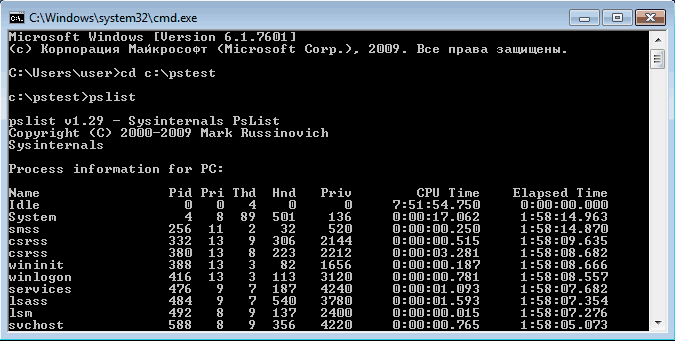 C:\Windows\system32\cmd.exe
Microsoft Windows [Version 6.1.7601]
(c) Корпорация Майкрософт (Microsoft Corp.), 2009. Все права защищены.
C:\Users\user>cd c:\pstest
c:\pstest>pslist
pslist v1.29 - Sysinternals PsList
Copyright (C) 2000-2009 Mark Russinovich
Sysinternals
Process information for PC:
Name Pid Pri Thd Hnd Priv CPU Time Elapsed Time
Idle 0 0 4 0 0 7:51:54.750 0:00:00.000
System 4 8 89 501 136 0:00:17.062 1:58:14.963
smss 256 11 2 32 520 0:00:00.250 1:58:14.870
csrss 332 13 9 306 2144 0:00:00.515 1:58:09.635
csrss 380 13 8 223 2212 0:00:03.281 1:58:08.682
wininit 388 13 3 82 1656 0:00:00.187 1:58:08.666
winlogon 416 13 3 113 3120 0:00:00.781 1:58:08.557
services 476 9 7 187 4240 0:00:01.093 1:58:07.682
lsass 484 9 7 540 3780 0:00:01.593 1:58:07.354
lsm 492 8 9 137 2400 0:00:00.015 1:58:07.276
svchost 588 8 9 356 4220 0:00:00.765 1:58:05.073